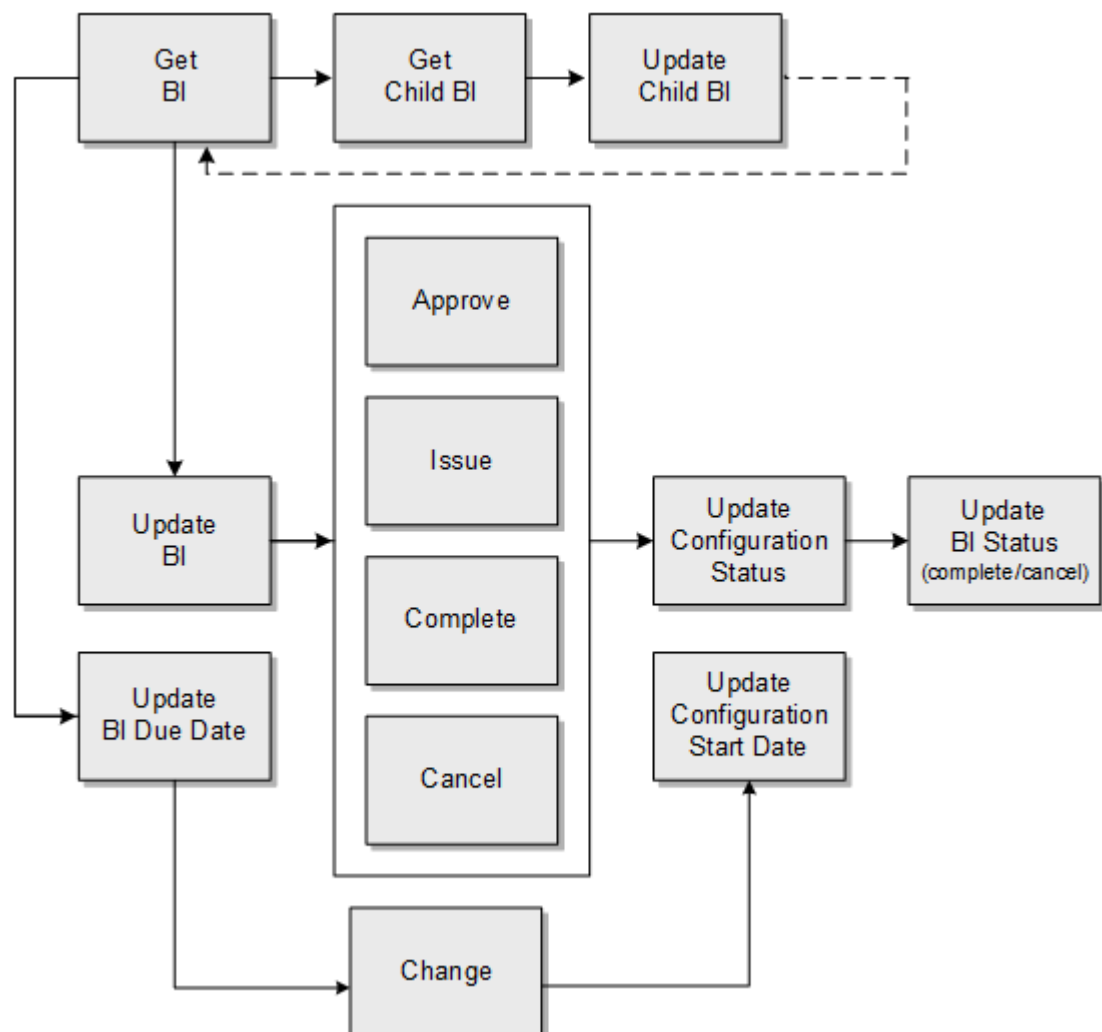 Get
BI
Get
Child BI
Update
Child BI
Approve
Issue
Update
BI
Update
Configuration
Status
Update
BI Status
(complete/cancel)
Complete
Update
BI Due Date
Update
Configuration
Start Date
Cancel
Change